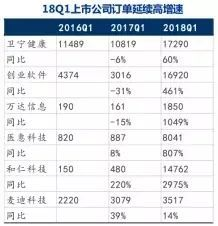 18Q1上市公司订单延续高增速
2016Q1 2017Q1 2018Q1
卫宁健康 11489 10819 17290
同比 -6% 60%
创业软件 4374 3016 16920
同比 -31% 461%
万达信息 190 161 1850
同比 -15% 1049%
医惠科技 820 887 8041
同比 8% 807%
和仁科技 150 480 14762
同比 220% 2975%
麦迪科技 2220 3079 3517
同比 39% 14%